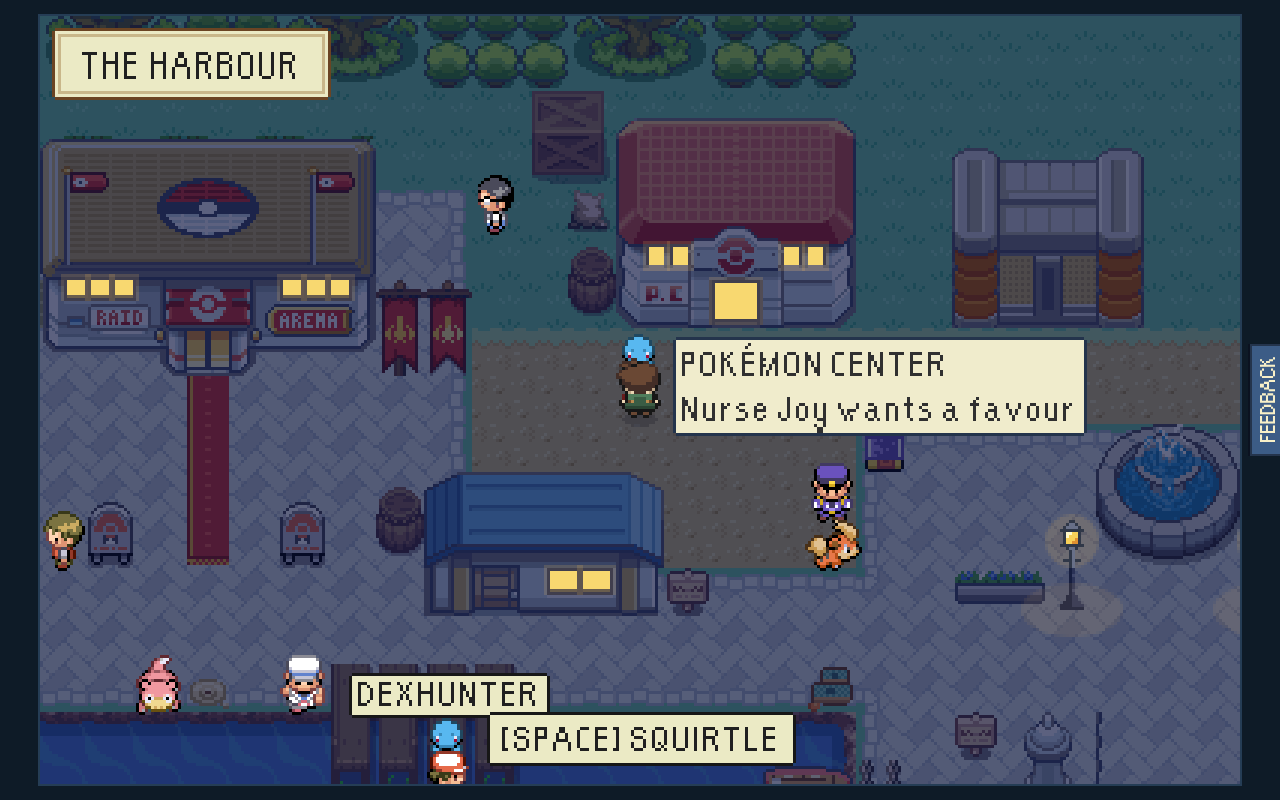 THE HARBOUR
RAID
ARENA
P.C
POKÉMON CENTER
Nurse Joy wants a favour
FEEDBACK
DEXHUNTER
[SPACE] SQUIRTLE